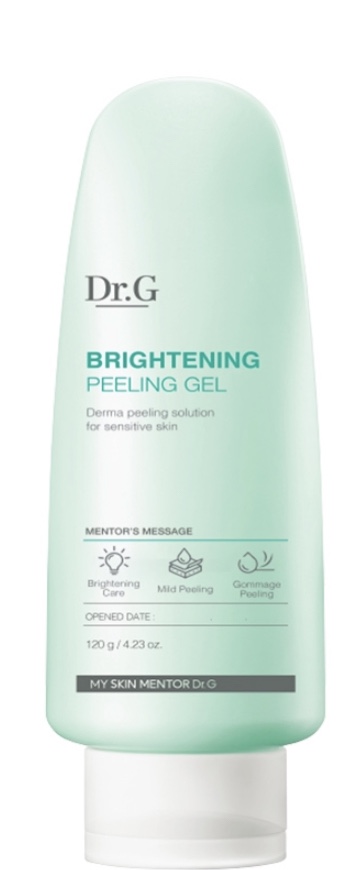 Dr.G
BRIGHTENING
PEELING GEL
Derma peeling solution
for sensitive skin
MENTOR'S MESSAGE
Brightening
Care
Mild Peeling
Gommage
Peeling
OPENED DATE : . .
120 g / 4.23 oz.
MY SKIN MENTOR Dr.G